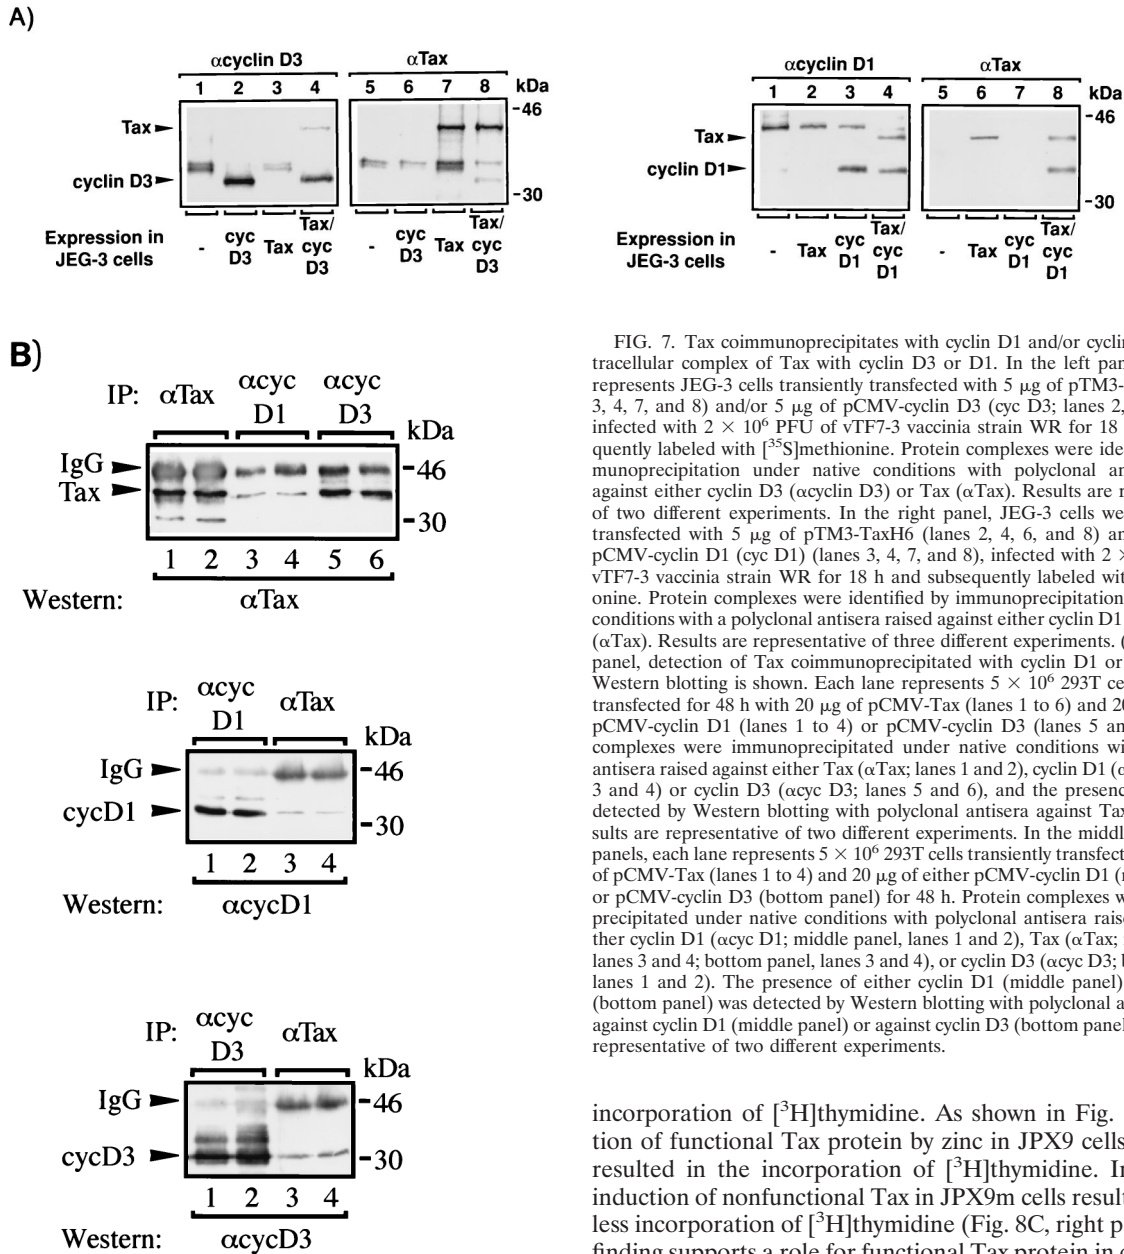 A)
αcyclin D3 αTax
1 2 3 4 5 6 7 8 kDa
-46
Tax
cyclin D3
-30
Expression in JEG-3 cells
- cyc D3 Tax Tax/ cyc D3 - cyc D3 Tax Tax/ cyc D3
αcyclin D1 αTax
1 2 3 4 5 6 7 8 kDa
-46
Tax
cyclin D1
-30
Expression in JEG-3 cells
- Tax cyc D1 Tax/ cyc D1 - Tax cyc D1 Tax/ cyc D1
B)
IP: αTax αcyc D1 αcyc D3
kDa
IgG -46
Tax
-30
1 2 3 4 5 6
Western: αTax
IP: αcyc D1 αTax
kDa
IgG -46
cycD1
-30
1 2 3 4
Western: αcycD1
IP: αcyc D3 αTax
kDa
IgG -46
cycD3 -30
1 2 3 4
Western: αcycD3
FIG. 7. Tax coimmunoprecipitates with cyclin D1 and/or cyclin
tracellular complex of Tax with cyclin D3 or D1. In the left pan
represents JEG-3 cells transiently transfected with 5 μg of pTM3-
3, 4, 7, and 8) and/or 5 μg of pCMV-cyclin D3 (cyc D3; lanes 2,
infected with 2 × 10⁶ PFU of vTF7-3 vaccinia strain WR for 18
quently labeled with [³⁵S]methionine. Protein complexes were ide
munoprecipitation under native conditions with polyclonal an
against either cyclin D3 (αcyclin D3) or Tax (αTax). Results are r
of two different experiments. In the right panel, JEG-3 cells we
transfected with 5 μg of pTM3-TaxH6 (lanes 2, 4, 6, and 8) an
pCMV-cyclin D1 (cyc D1) (lanes 3, 4, 7, and 8), infected with 2 ×
vTF7-3 vaccinia strain WR for 18 h and subsequently labeled wit
onine. Protein complexes were identified by immunoprecipitation
conditions with a polyclonal antisera raised against either cyclin D1
(αTax). Results are representative of three different experiments. (
panel, detection of Tax coimmunoprecipitated with cyclin D1 or
Western blotting is shown. Each lane represents 5 × 10⁶ 293T ce
transfected for 48 h with 20 μg of pCMV-Tax (lanes 1 to 6) and 20
pCMV-cyclin D1 (lanes 1 to 4) or pCMV-cyclin D3 (lanes 5 an
complexes were immunoprecipitated under native conditions wi
antisera raised against either Tax (αTax; lanes 1 and 2), cyclin D1 (α
3 and 4) or cyclin D3 (αcyc D3; lanes 5 and 6), and the presenc
detected by Western blotting with polyclonal antisera against Tax
sults are representative of two different experiments. In the middle
panels, each lane represents 5 × 10⁶ 293T cells transiently transfect
of pCMV-Tax (lanes 1 to 4) and 20 μg of either pCMV-cyclin D1 (r
or pCMV-cyclin D3 (bottom panel) for 48 h. Protein complexes w
precipitated under native conditions with polyclonal antisera raise
ther cyclin D1 (αcyc D1; middle panel, lanes 1 and 2), Tax (αTax;
lanes 3 and 4; bottom panel, lanes 3 and 4), or cyclin D3 (αcyc D3; b
lanes 1 and 2). The presence of either cyclin D1 (middle panel)
(bottom panel) was detected by Western blotting with polyclonal a
against cyclin D1 (middle panel) or against cyclin D3 (bottom panel
representative of two different experiments.
incorporation of [³H]thymidine. As shown in Fig.
tion of functional Tax protein by zinc in JPX9 cells
resulted in the incorporation of [³H]thymidine. In
induction of nonfunctional Tax in JPX9m cells result
less incorporation of [³H]thymidine (Fig. 8C, right p
finding supports a role for functional Tax protein in